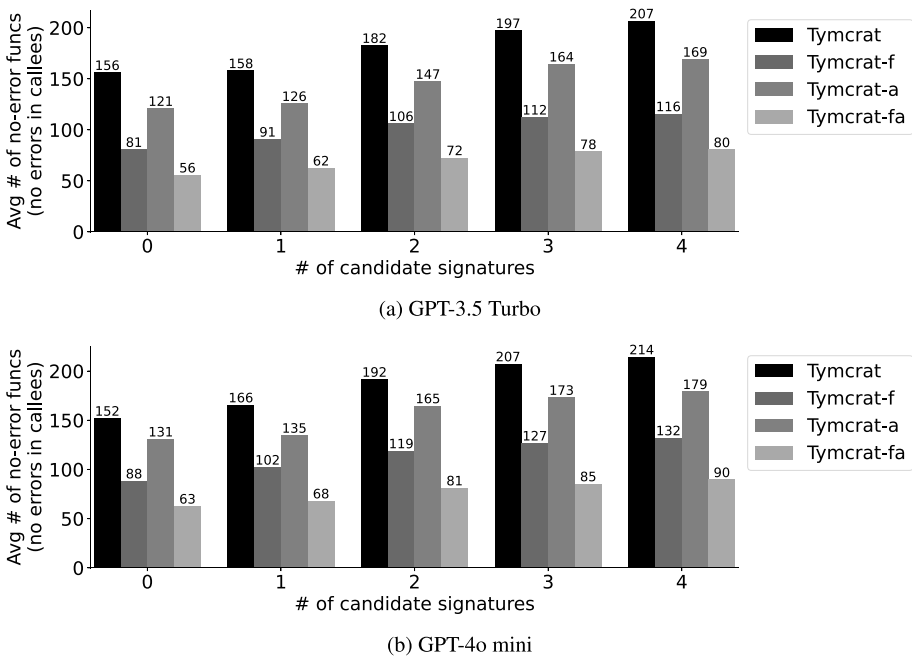 Avg # of no-error funcs
(no errors in callees)
200
150
100
50
0
156 81 121 56 158 91 126 62 182 106 147 72 197 112 164 78 207 116 169 80
0 1 2 3 4
# of candidate signatures
Tymcrat
Tymcrat-f
Tymcrat-a
Tymcrat-fa
(a) GPT-3.5 Turbo
Avg # of no-error funcs
(no errors in callees)
200
150
100
50
0
152 88 131 63 166 102 135 68 192 119 165 81 207 127 173 85 214 132 179 90
0 1 2 3 4
# of candidate signatures
Tymcrat
Tymcrat-f
Tymcrat-a
Tymcrat-fa
(b) GPT-4o mini